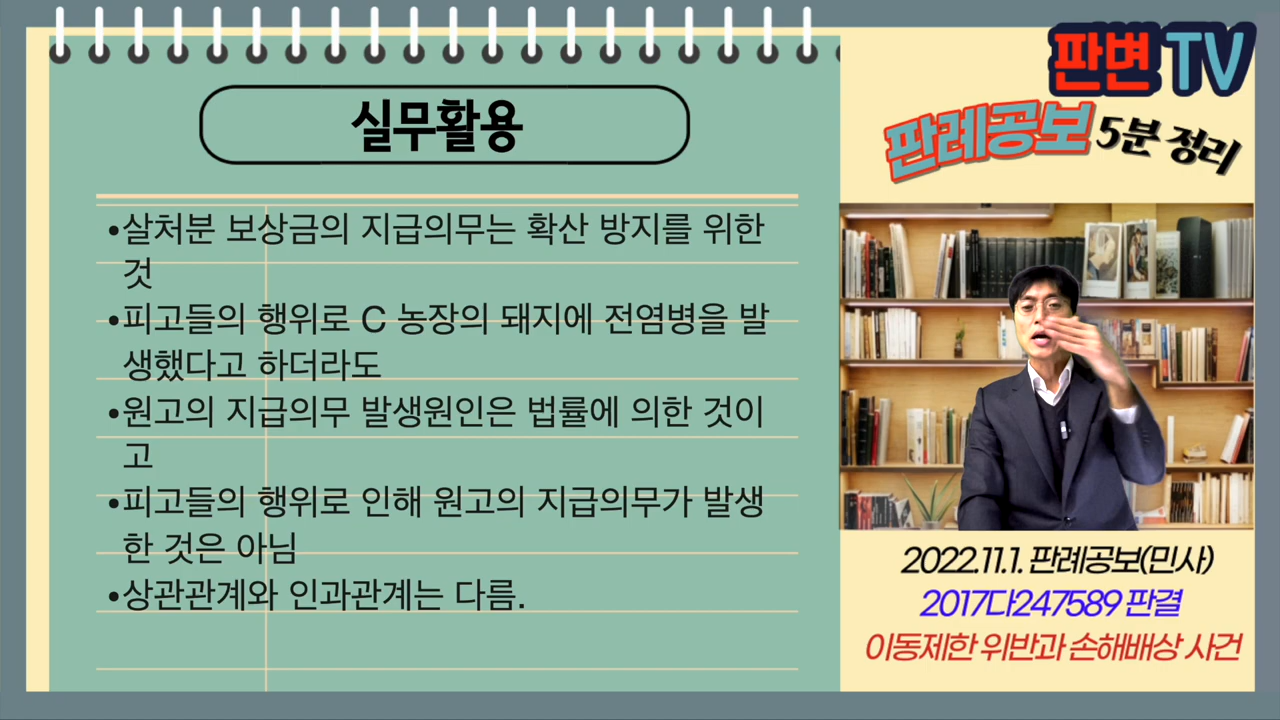 실무활용
•살처분 보상금의 지급의무는 확산 방지를 위한
것
•피고들의 행위로 C 농장의 돼지에 전염병을 발
생했다고 하더라도
•원고의 지급의무 발생원인은 법률에 의한 것이
고
•피고들의 행위로 인해 원고의 지급의무가 발생
한 것은 아님
•상관관계와 인과관계는 다름.
판변 TV
판례공보 5분 정리
2022.11.1. 판례공보(민사)
2017다247589 판결
이동제한 위반과 손해배상 사건